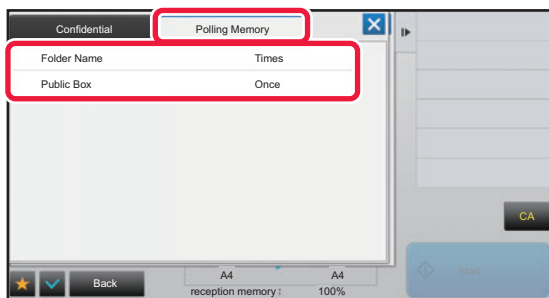 Confidential Polling Memory
Folder Name Times
Public Box Once
CA
A4 A4
Back
reception memory : 100%
Start